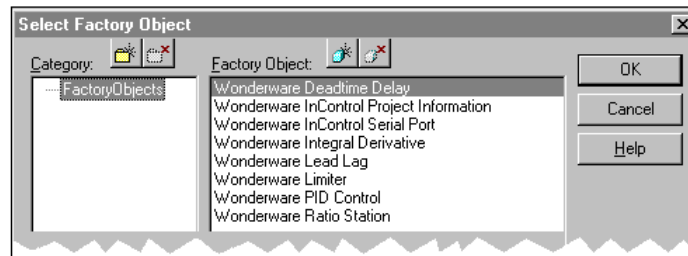 Select Factory Object
Category:
Factory Object:
FactoryObjects
Wonderware Deadtime Delay
Wonderware InControl Project Information
Wonderware InControl Serial Port
Wonderware Integral Derivative
Wonderware Lead Lag
Wonderware Limiter
Wonderware PID Control
Wonderware Ratio Station
OK
Cancel
Help